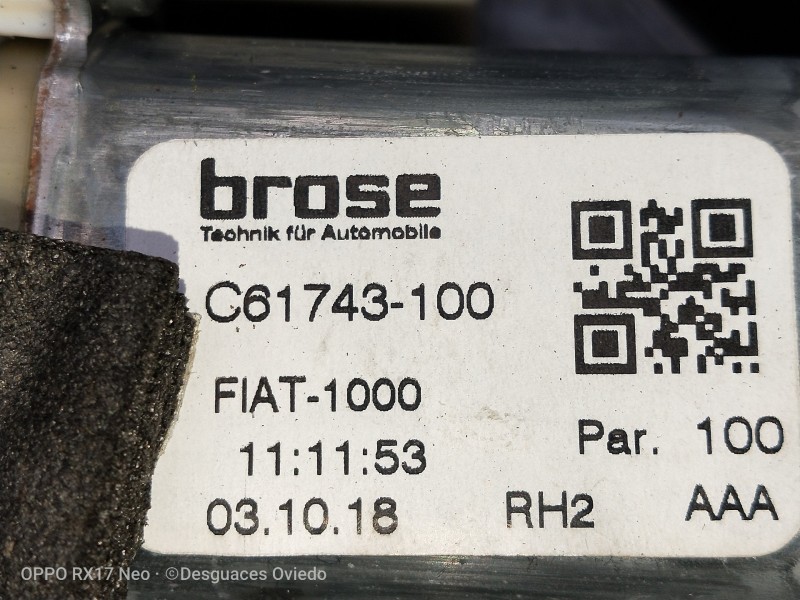 brose
Technik für Automobile
C61743-100
FIAT-1000
Par. 100
11:11:53
03.10.18 RH2 AAA
OPPO RX17 Neo · ©Desguaces Oviedo